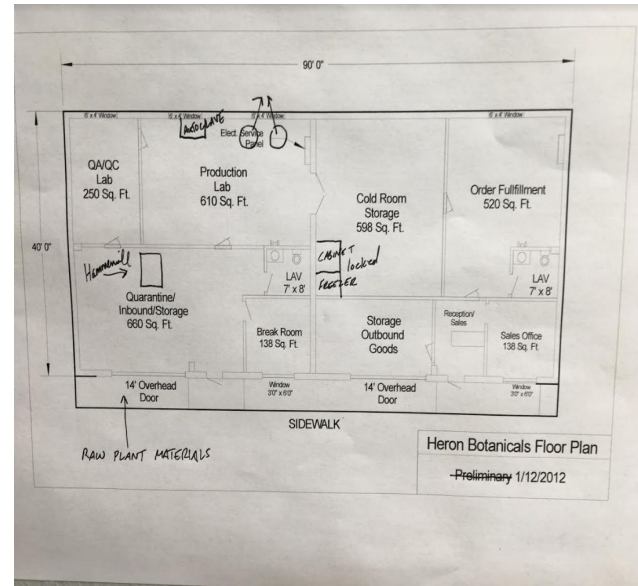 90' 0"
6' x 4' Window
6' x 4' Window
6' x 4' Window
6' x 4' Window
AUTOCLAVE
Elect. Service
Panel
QA/QC
Lab
250 Sq. Ft.
Production
Lab
610 Sq. Ft.
Cold Room
Storage
598 Sq. Ft.
Order Fullfillment
520 Sq. Ft.
40' 0"
Hammermill
CABINET
locked
FREEZER
LAV
7' x 8'
LAV
7' x 8'
Quarantine/
Inbound/Storage
660 Sq. Ft.
Break Room
138 Sq. Ft.
Storage
Outbound
Goods
Reception/
Sales
Sales Office
138 Sq. Ft.
14' Overhead
Door
Window
3'0" x 6'0"
14' Overhead
Door
Window
3'0" x 6'0"
SIDEWALK
RAW PLANT MATERIALS
Heron Botanicals Floor Plan
Preliminary 1/12/2012